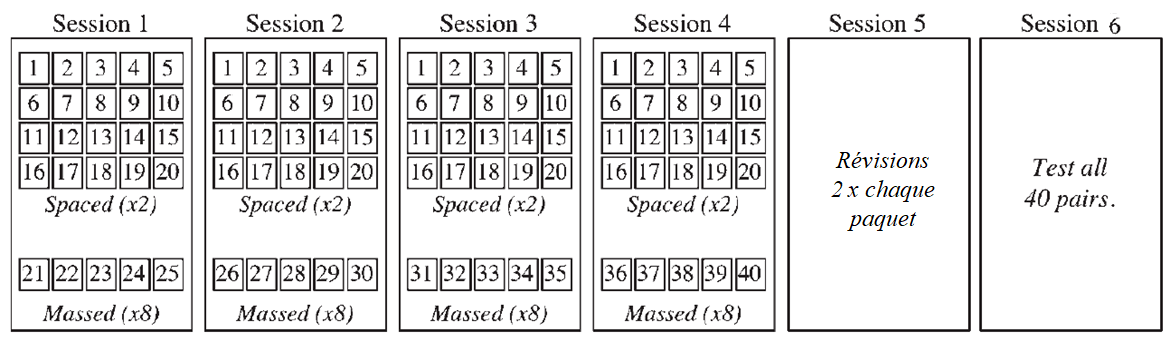 Session 1
1 2 3 4 5
6 7 8 9 10
11 12 13 14 15
16 17 18 19 20
Spaced (x2)
21 22 23 24 25
Massed (x8)
Session 2
1 2 3 4 5
6 7 8 9 10
11 12 13 14 15
16 17 18 19 20
Spaced (x2)
26 27 28 29 30
Massed (x8)
Session 3
1 2 3 4 5
6 7 8 9 10
11 12 13 14 15
16 17 18 19 20
Spaced (x2)
31 32 33 34 35
Massed (x8)
Session 4
1 2 3 4 5
6 7 8 9 10
11 12 13 14 15
16 17 18 19 20
Spaced (x2)
36 37 38 39 40
Massed (x8)
Session 5
Révisions
2 x chaque
paquet
Session 6
Test all
40 pairs.